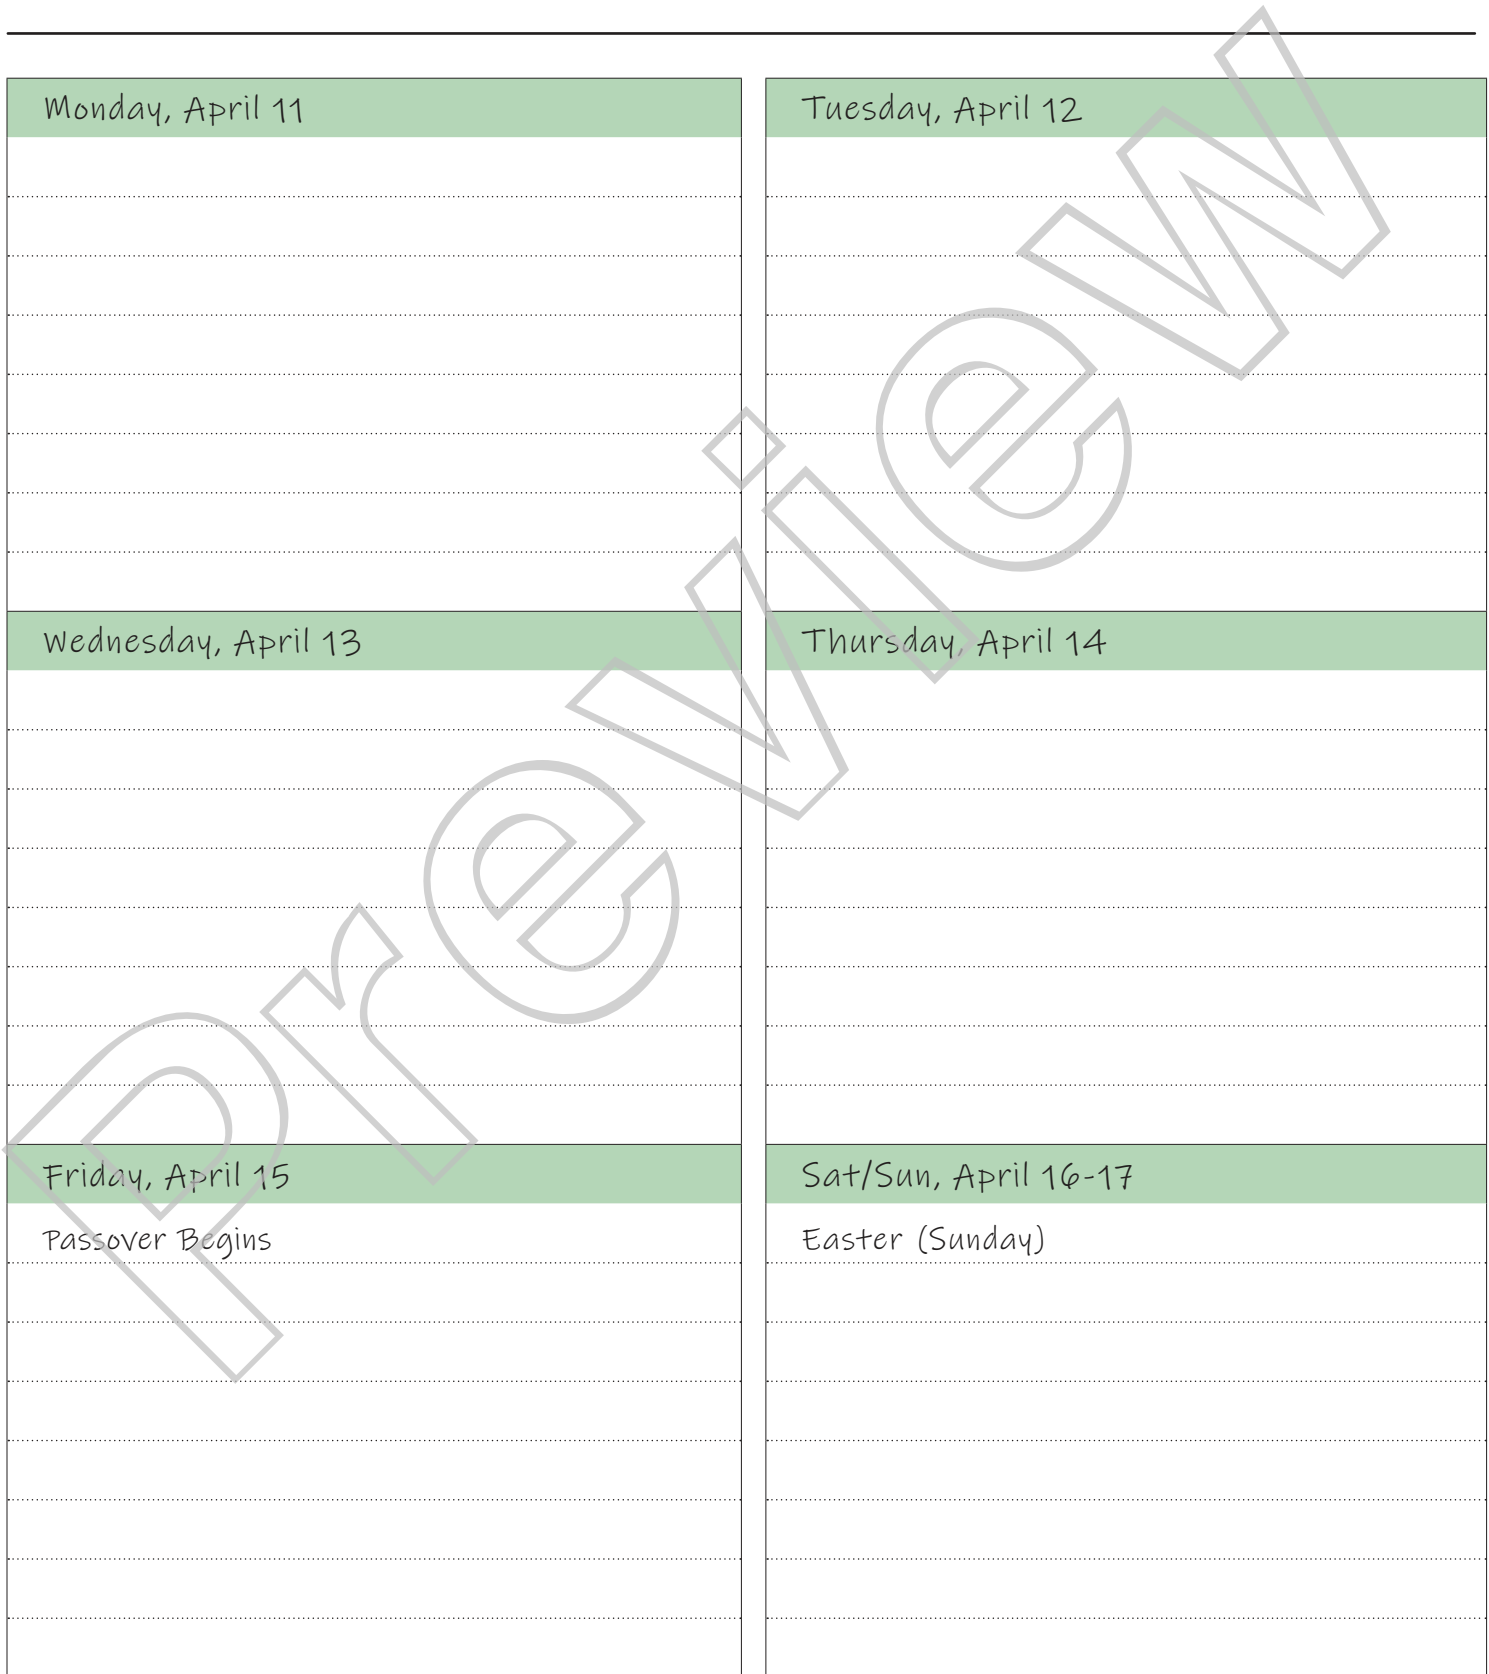 Monday, April 11
Tuesday, April 12
Wednesday, April 13
Thursday, April 14
Friday, April 15
Passover Begins
Sat/Sun, April 16-17
Easter (Sunday)
Preview